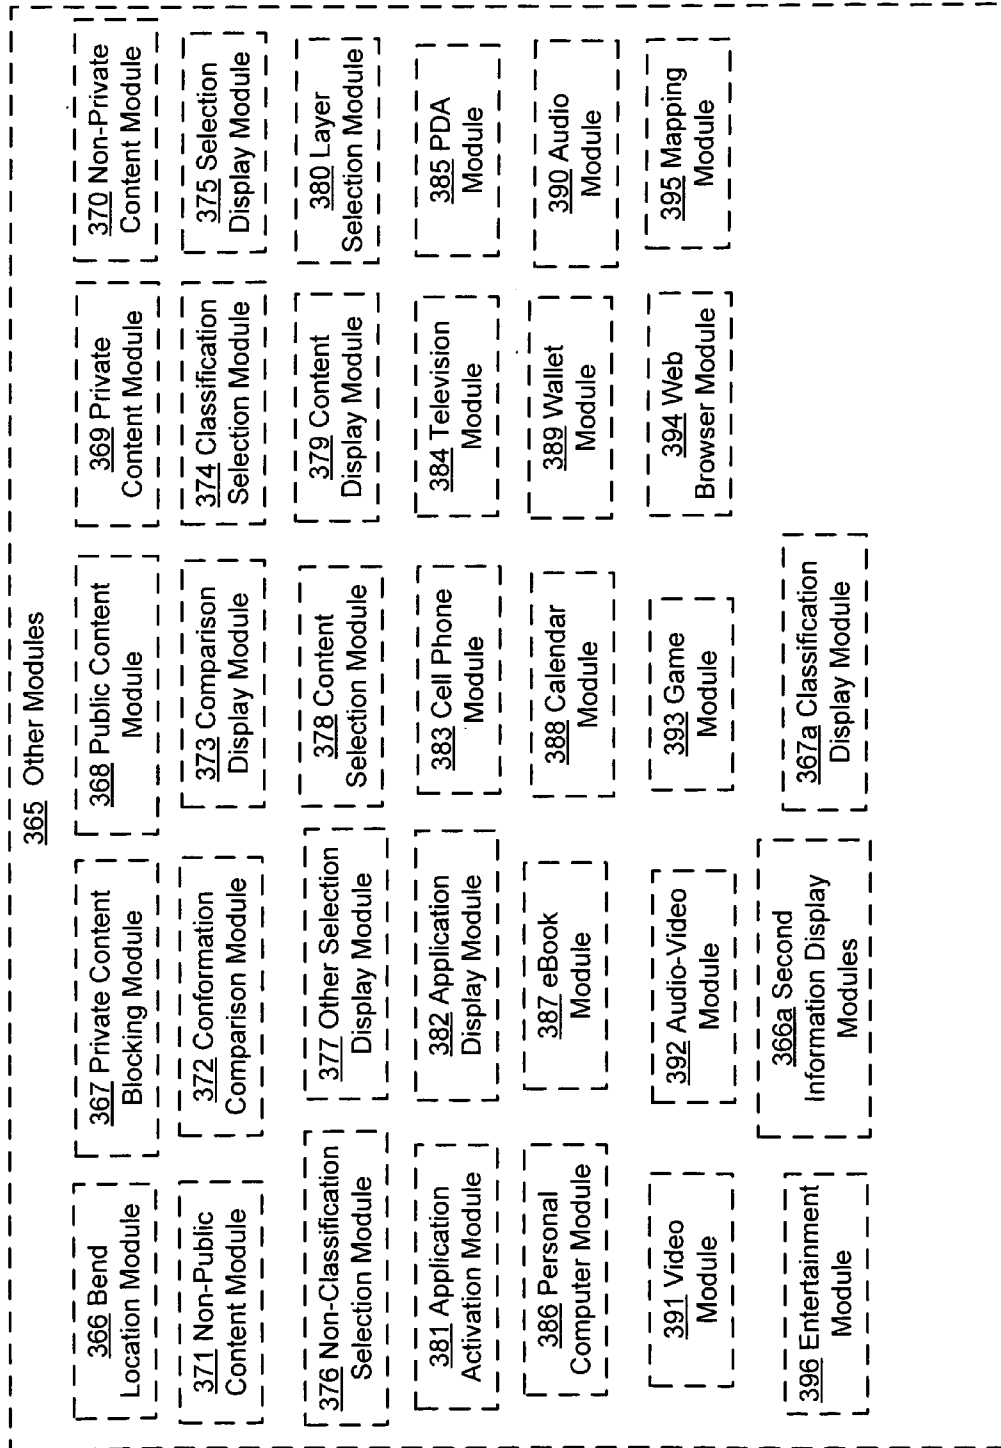 365 Other Modules
366 Bend
Location Module
367 Private Content
Blocking Module
368 Public Content
Module
369 Private
Content Module
370 Non-Private
Content Module
371 Non-Public
Content Module
372 Conformation
Comparison Module
373 Comparison
Display Module
374 Classification
Selection Module
375 Selection
Display Module
376 Non-Classification
Selection Module
377 Other Selection
Display Module
378 Content
Selection Module
379 Content
Display Module
380 Layer
Selection Module
381 Application
Activation Module
382 Application
Display Module
383 Cell Phone
Module
384 Television
Module
385 PDA
Module
386 Personal
Computer Module
387 eBook
Module
388 Calendar
Module
389 Wallet
Module
390 Audio
Module
391 Video
Module
392 Audio-Video
Module
393 Game
Module
394 Web
Browser Module
395 Mapping
Module
396 Entertainment
Module
366a Second
Information Display
Modules
367a Classification
Display Module